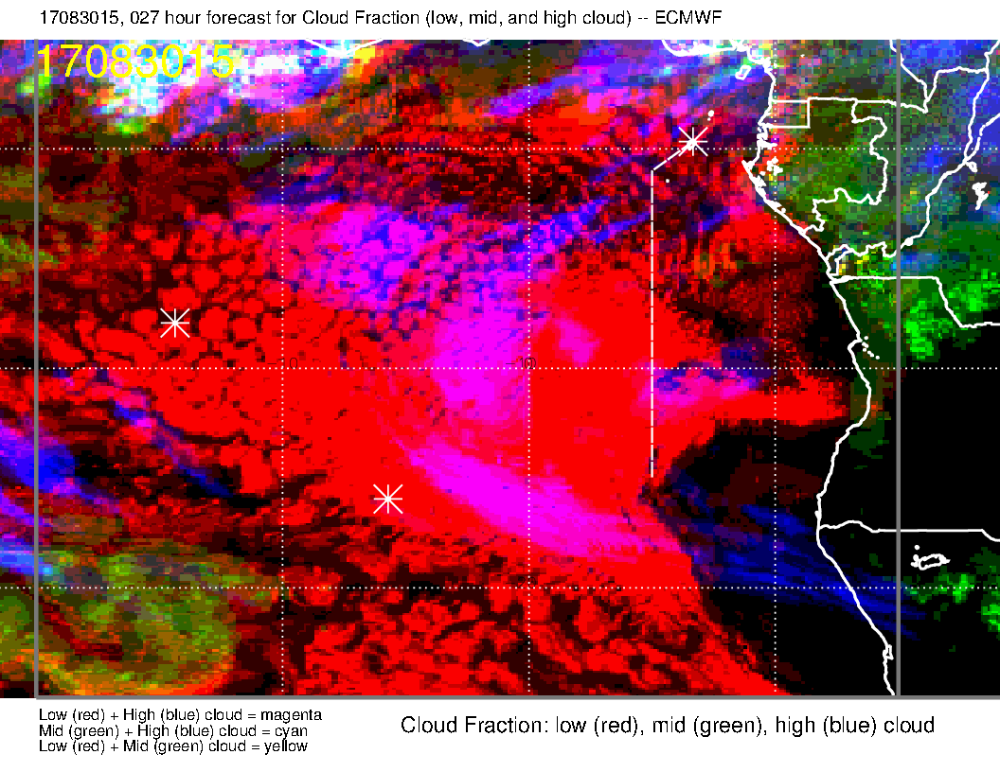 17083015, 027 hour forecast for Cloud Fraction (low, mid, and high cloud) -- ECMWF
17083015
Low (red) + High (blue) cloud = magenta
Mid (green) + High (blue) cloud = cyan
Low (red) + Mid (green) cloud = yellow
Cloud Fraction: low (red), mid (green), high (blue) cloud